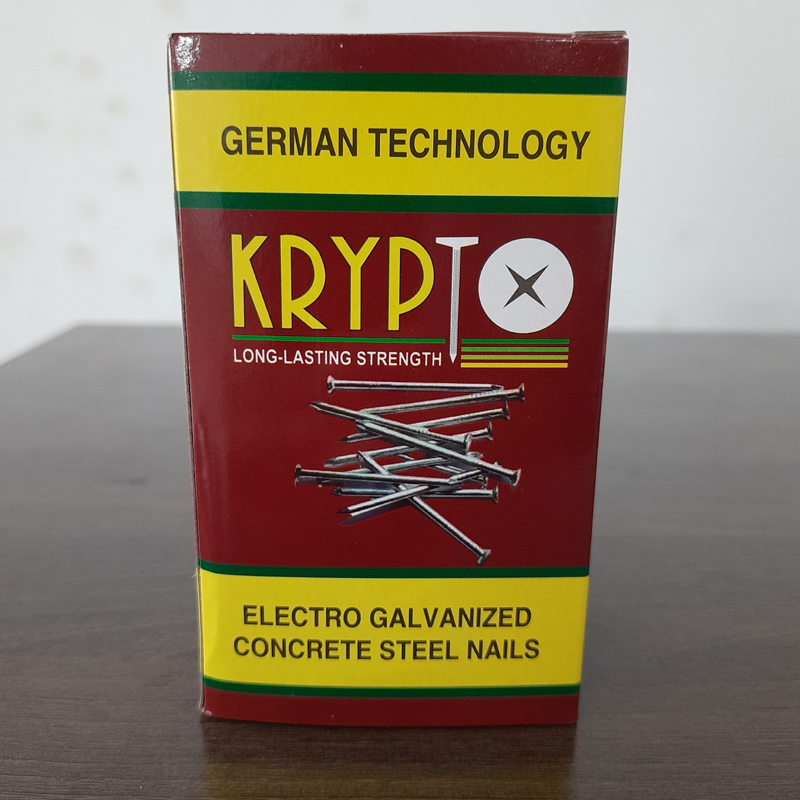 GERMAN TECHNOLOGY
KRYPTO
LONG-LASTING STRENGTH
ELECTRO GALVANIZED
CONCRETE STEEL NAILS